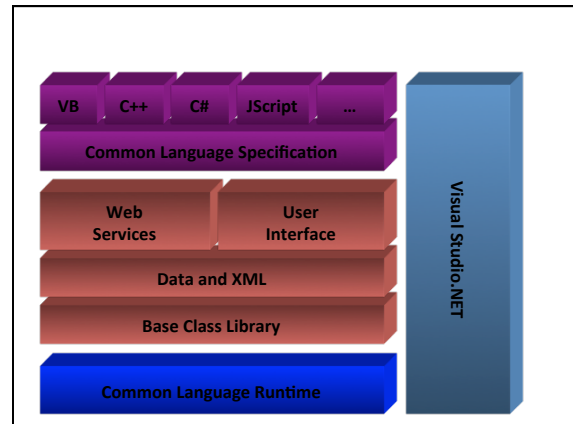 VB C++ C# JScript ...
Common Language Specification
Web
Services
User
Interface
Data and XML
Base Class Library
Common Language Runtime
Visual Studio.NET